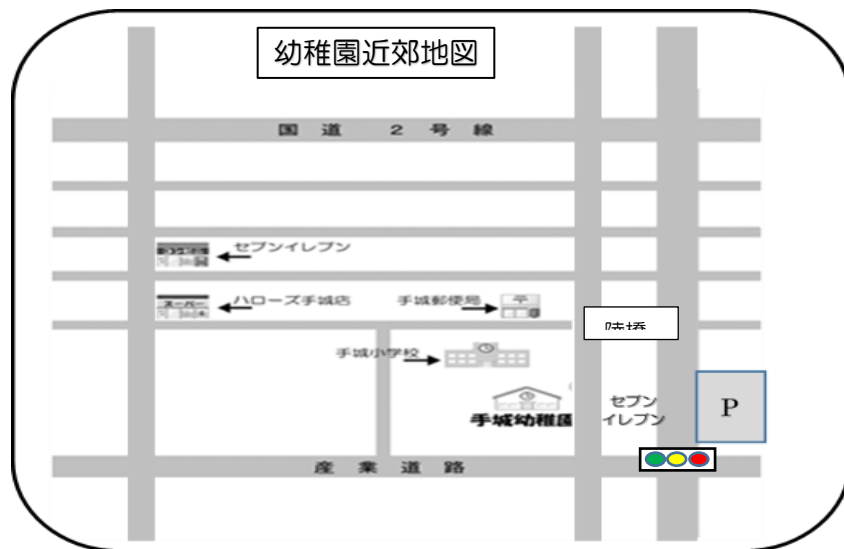 幼稚園近郊地図
国道 2号線
セブンイレブン
ハローズ手城店
手城郵便局
手城小学校
セブン
イレブン
P
手城幼稚園
産業道路